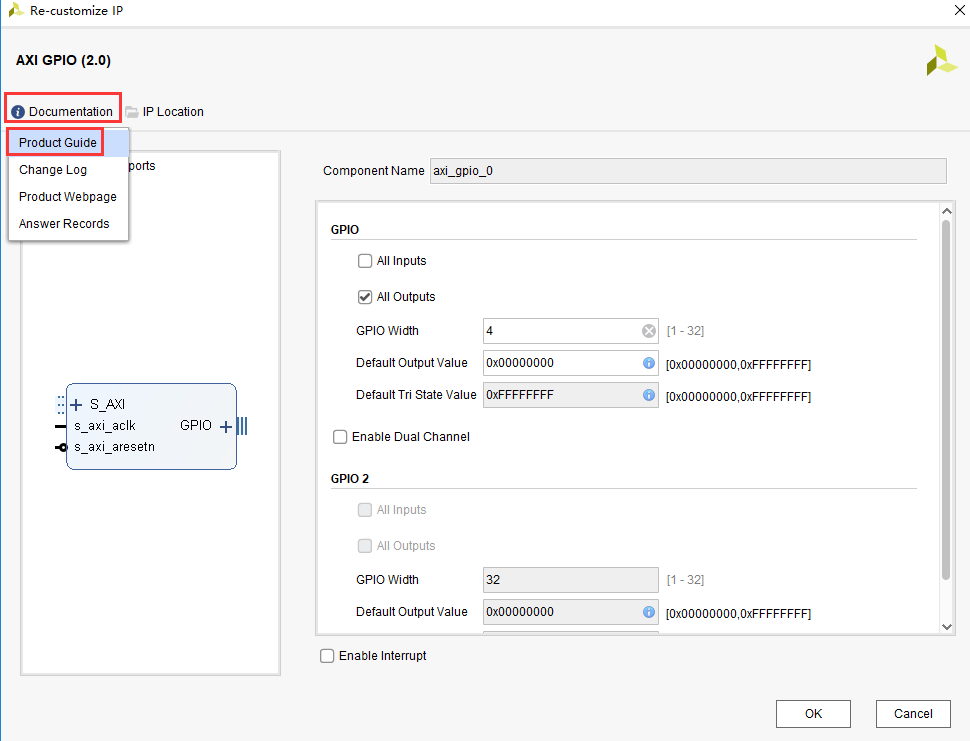 Re-customize IP
AXI GPIO (2.0)
Documentation
IP Location
Product Guide
Change Log
Product Webpage
Answer Records
ports
S_AXI
s_axi_aclk
s_axi_aresetn
GPIO
Component Name axi_gpio_0
GPIO
All Inputs
All Outputs
GPIO Width 4 [1 - 32]
Default Output Value 0x00000000 [0x00000000,0xFFFFFFFF]
Default Tri State Value 0xFFFFFFFF [0x00000000,0xFFFFFFFF]
Enable Dual Channel
GPIO 2
All Inputs
All Outputs
GPIO Width 32 [1 - 32]
Default Output Value 0x00000000 [0x00000000,0xFFFFFFFF]
Enable Interrupt
OK
Cancel